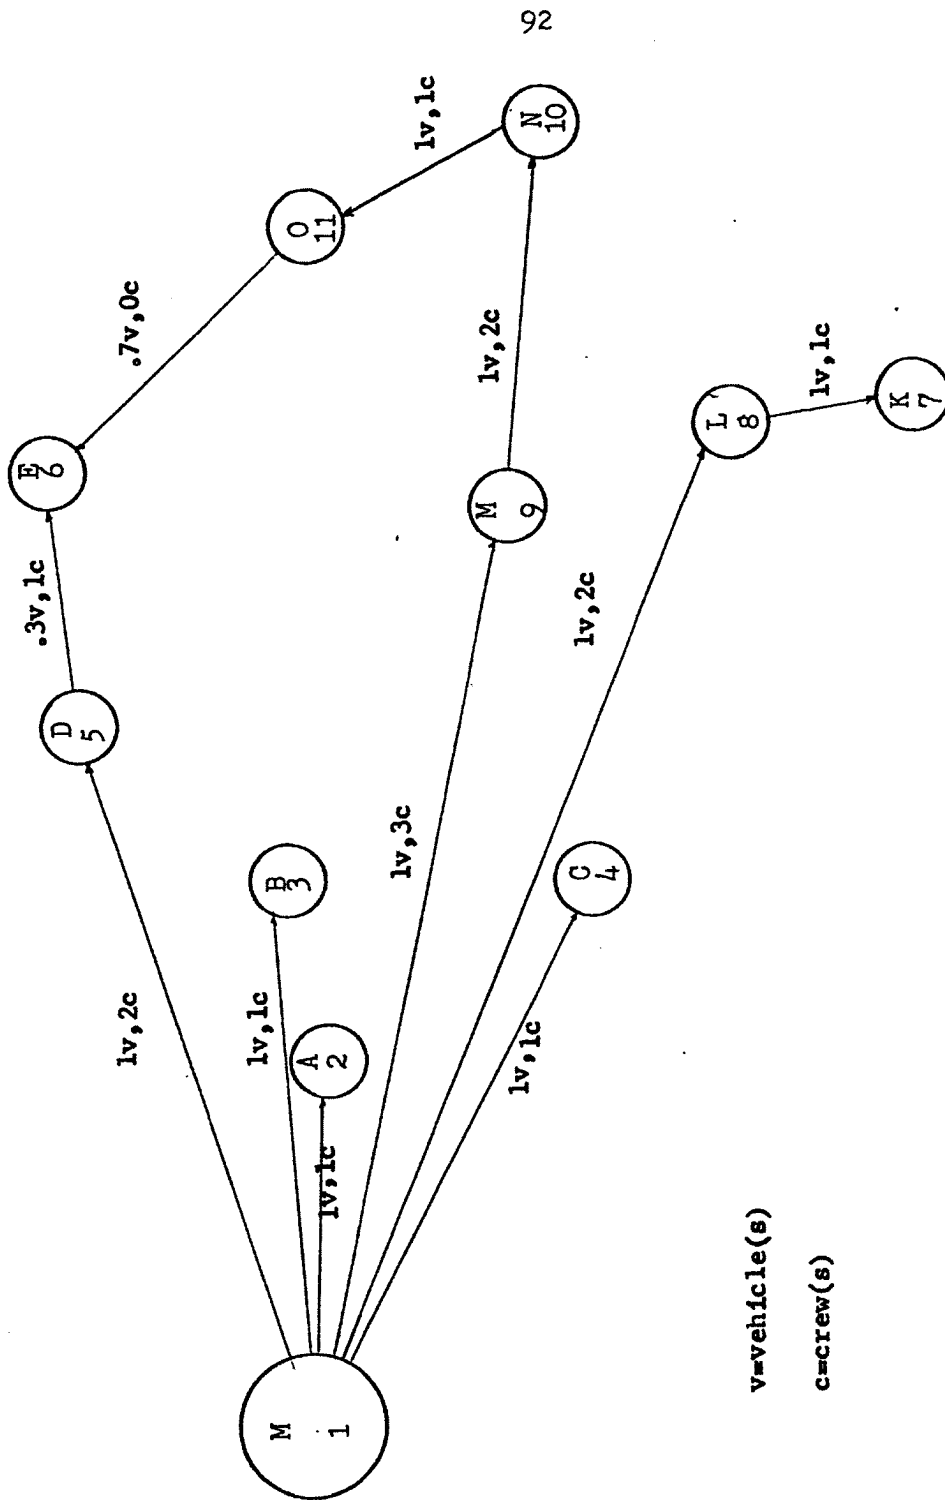 92
M
1
A
2
B
3
C
4
D
5
E
6
K
7
L
8
M
9
N
10
O
11
1v,2c
1v,1c
1v,1c
1v,3c
1v,2c
1v,1c
.3v,1c
.7v,0c
1v,1c
1v,2c
1v,1c
v=vehicle(s)
c=crew(s)